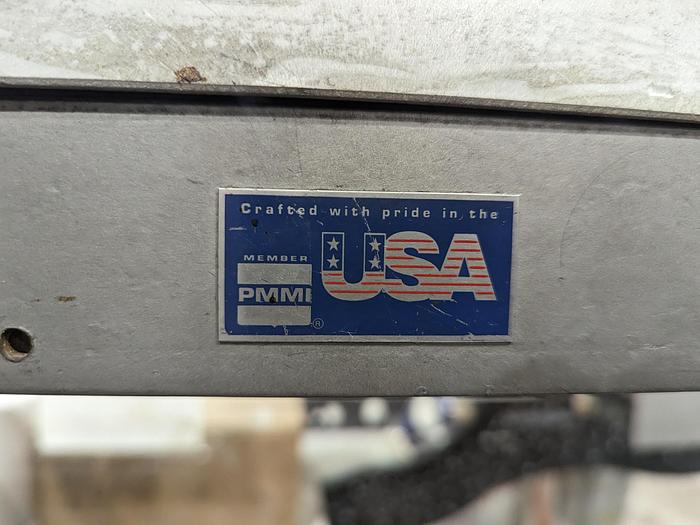 Crafted with pride in the
USA
MEMBER
PMMI
®